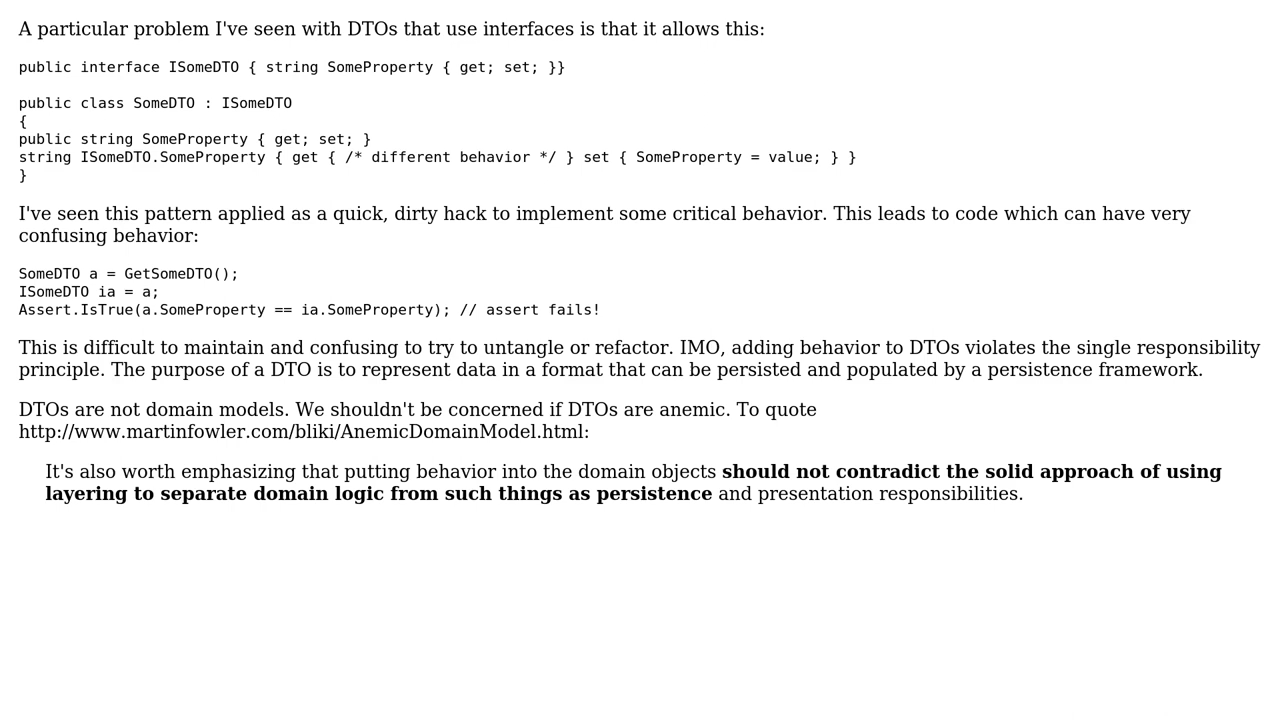 A particular problem I've seen with DTOs that use interfaces is that it allows this:
public interface ISomeDTO { string SomeProperty { get; set; }}
public class SomeDTO : ISomeDTO
{
public string SomeProperty { get; set; }
string ISomeDTO.SomeProperty { get { /* different behavior */ } set { SomeProperty = value; } }
}
I've seen this pattern applied as a quick, dirty hack to implement some critical behavior. This leads to code which can have very
confusing behavior:
SomeDTO a = GetSomeDTO();
ISomeDTO ia = a;
Assert.IsTrue(a.SomeProperty == ia.SomeProperty); // assert fails!
This is difficult to maintain and confusing to try to untangle or refactor. IMO, adding behavior to DTOs violates the single responsibility
principle. The purpose of a DTO is to represent data in a format that can be persisted and populated by a persistence framework.
DTOs are not domain models. We shouldn't be concerned if DTOs are anemic. To quote
http://www.martinfowler.com/bliki/AnemicDomainModel.html:
It's also worth emphasizing that putting behavior into the domain objects should not contradict the solid approach of using
layering to separate domain logic from such things as persistence and presentation responsibilities.